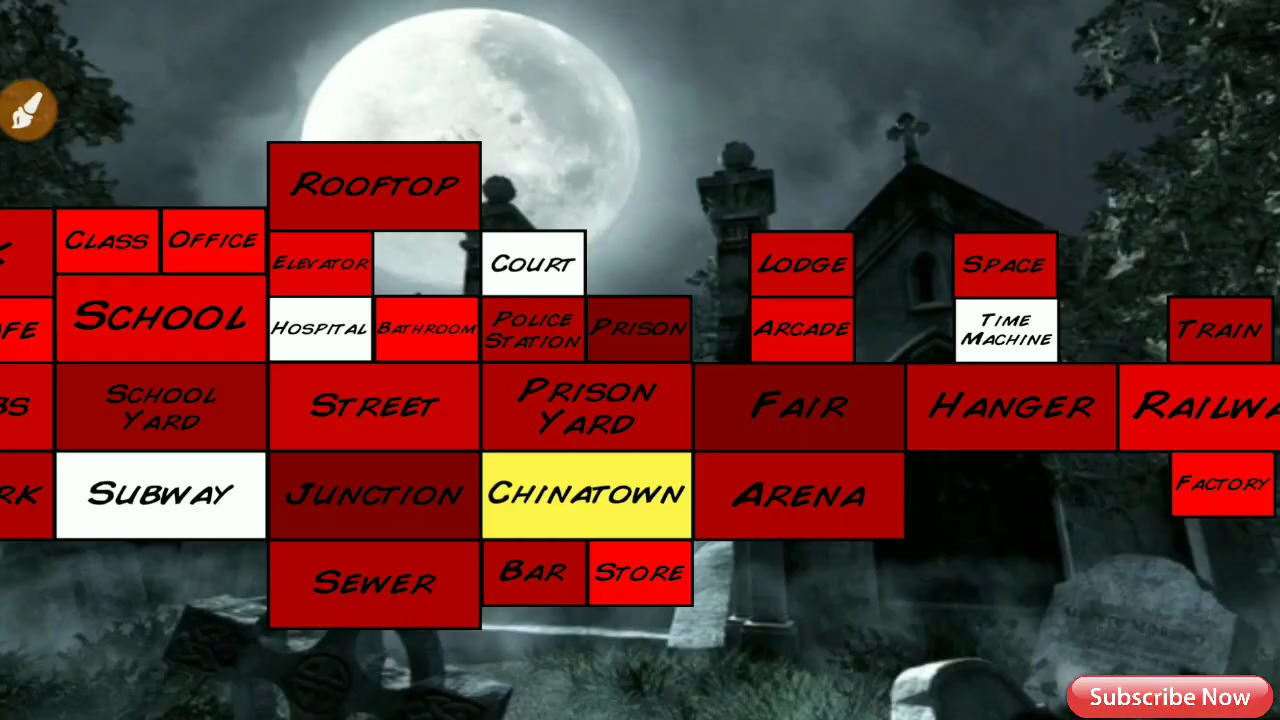 ROOFTOP
CLASS
OFFICE
ELEVATOR
COURT
LODGE
SPACE
SCHOOL
HOSPITAL
BATHROOM
POLICE
STATION
PRISON
ARCADE
TIME
MACHINE
TRAIN
SCHOOL
YARD
STREET
PRISON
YARD
FAIR
HANGER
RAILWA
SUBWAY
JUNCTION
CHINATOWN
ARENA
FACTORY
SEWER
BAR
STORE
Subscribe Now